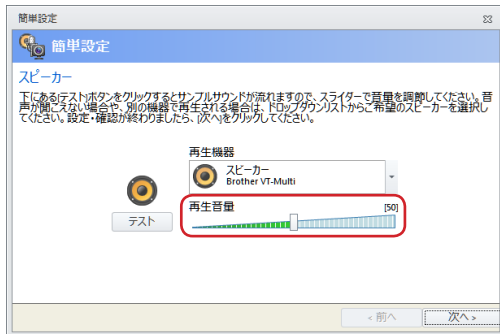 簡単設定
簡単設定
スピーカー
下にある[テスト]ボタンをクリックするとサンプルサウンドが流れますので、スライダーで音量を調節してください。音
声が聞こえない場合や、別の機器で再生される場合は、ドロップダウンリストからご希望のスピーカーを選択し
てください。設定・確認が終わりましたら、[次へ]をクリックしてください。
再生機器
スピーカー
Brother VT-Multi
再生音量 [50]
テスト
< 前へ 次へ >